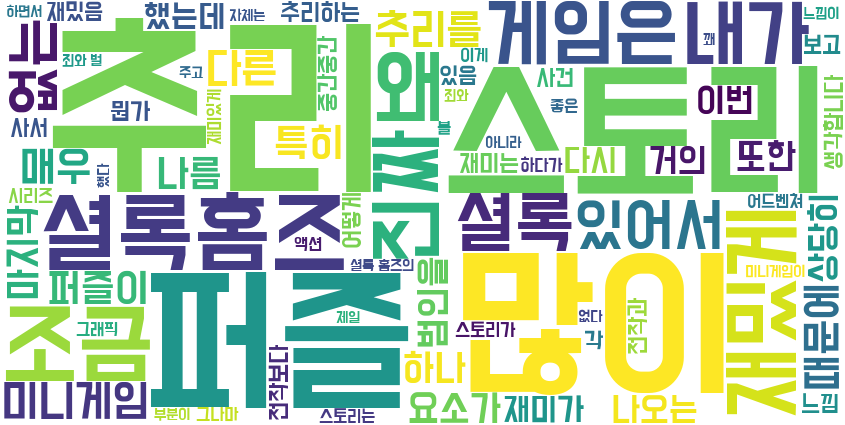 하면서
재밌음
했는데
자체는
추리하는
게임은
내가
느낌이
없고
추리
죄와 벌
주고
다른
중간중간
추리를
왜
이게
있음
사건
보고
깨
죄와
좋은
이번
스토리
사서
뭔가
재미있게
특히
볼
아니라
생각합니다
매우
나름
했다
진짜
재미는
하다가
다시
거의
또한
시리즈
마지막
셜록홈즈
액션
어떻게
셜록
있어서
어드벤쳐
재밌게
상당히
퍼즐이
셜록 홈즈의
미니게임이
조금
그래픽
퍼즐
제일
범인을
많이
스토리가
없다
각
전작과
때문에
하나
미니게임
전작보다
부분이 그나마
스토리는
요소가
재미가
나오는
느낌